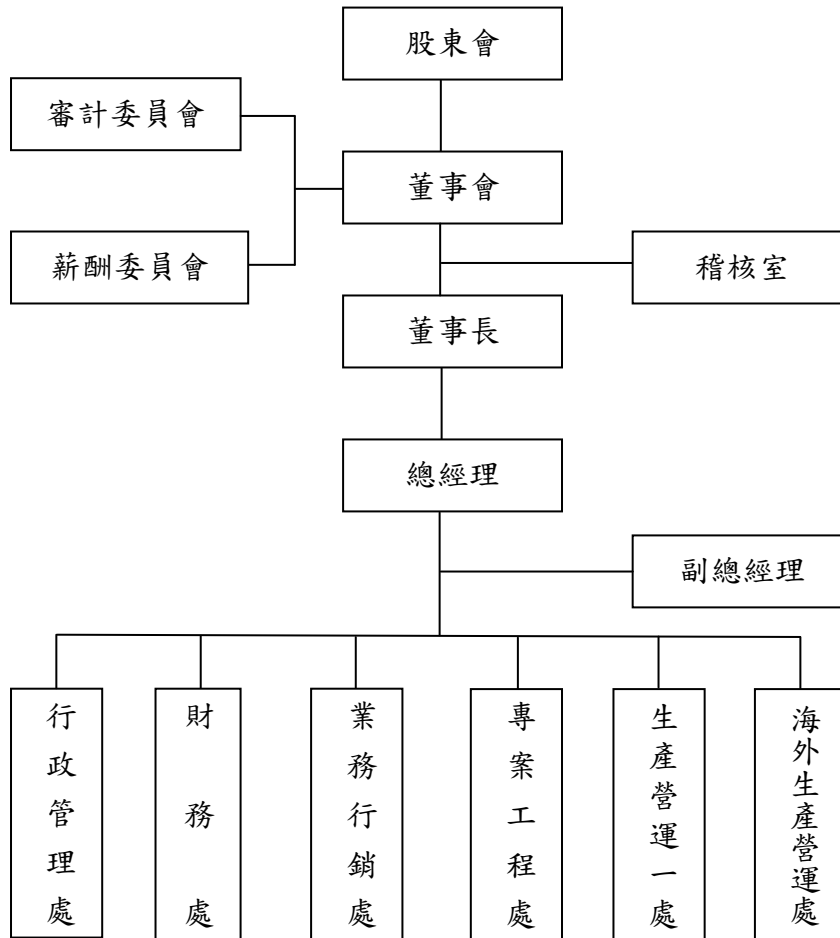 股東會
審計委員會
董事會
薪酬委員會
稽核室
董事長
總經理
副總經理
行政管理處
財務處
業務行銷處
專案工程處
生產營運一處
海外生產營運處